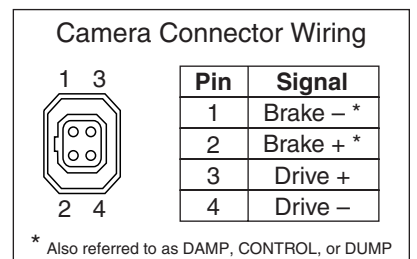 Camera Connector Wiring
1 3
2 4
Pin Signal
1 Brake – *
2 Brake + *
3 Drive +
4 Drive –
* Also referred to as DAMP, CONTROL, or DUMP